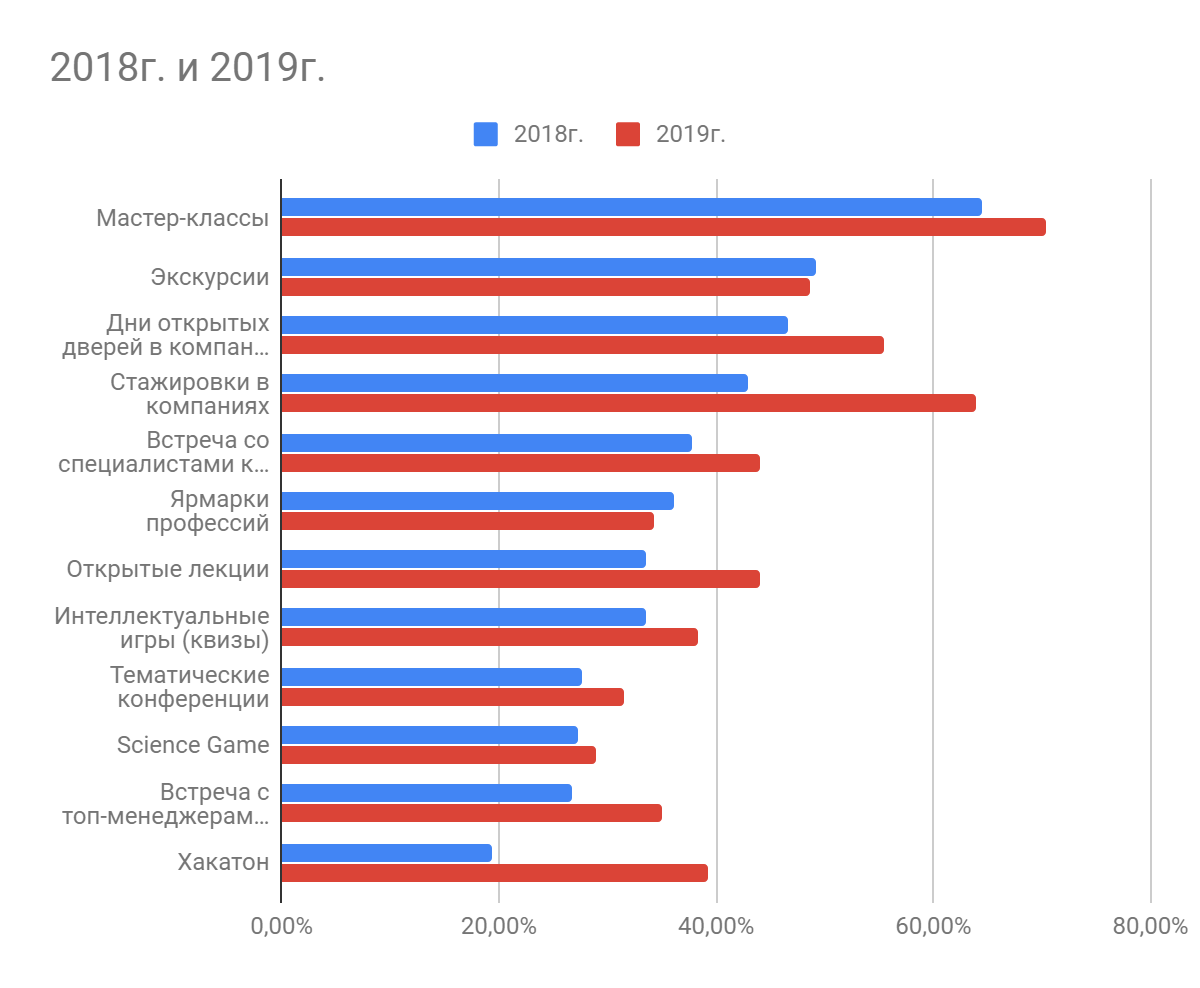 2018г. и 2019г.
2018г.
2019г.
Мастер-классы
Экскурсии
Дни открытых
дверей в компан...
Стажировки в
компаниях
Встреча со
специалистами к...
Ярмарки
профессий
Открытые лекции
Интеллектуальные
игры (квизы)
Тематические
конференции
Science Game
Встреча с
топ-менеджерам...
Хакатон
0,00%
20,00%
40,00%
60,00%
80,00%